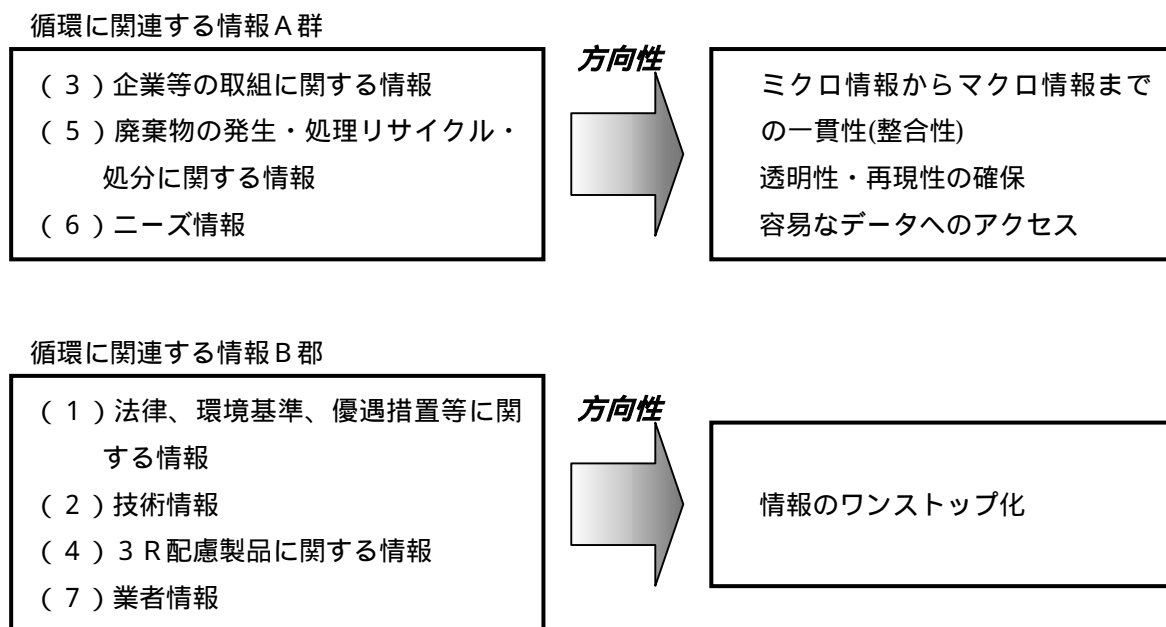 循環に関連する情報A群
(3)企業等の取組に関する情報
(5)廃棄物の発生・処理リサイクル・
処分に関する情報
(6)ニーズ情報
方向性
ミクロ情報からマクロ情報まで
の一貫性(整合性)
透明性・再現性の確保
容易なデータへのアクセス
循環に関連する情報B郡
(1)法律、環境基準、優遇措置等に関
する情報
(2)技術情報
(4)3R配慮製品に関する情報
(7)業者情報
方向性
情報のワンストップ化